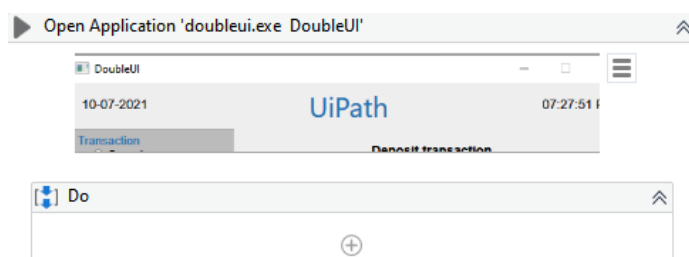 Open Application 'doubleui.exe DoubleUI'
DoubleUI
10-07-2021
UiPath
07:27:51
Transaction
Deposit transaction
Do